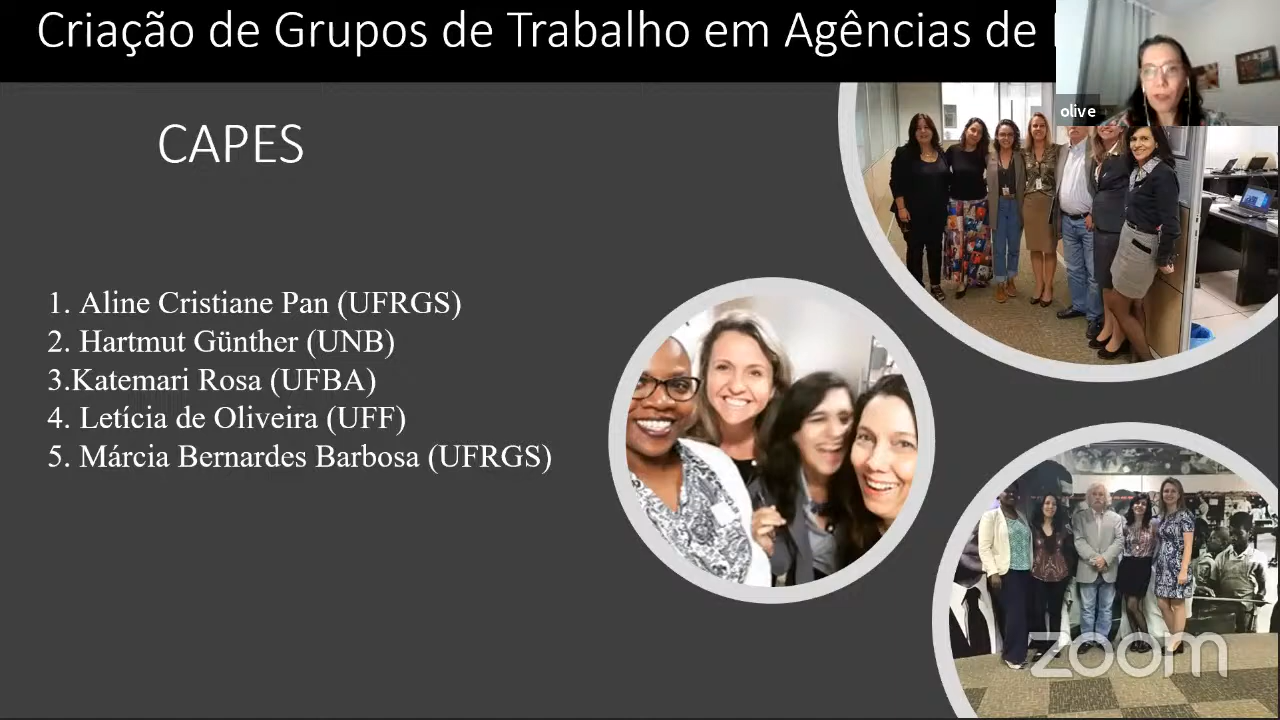 Criação de Grupos de Trabalho em Agências de
olive
CAPES
1. Aline Cristiane Pan (UFRGS)
2. Hartmut Günther (UNB)
3.Katemari Rosa (UFBA)
4. Letícia de Oliveira (UFF)
5. Márcia Bernardes Barbosa (UFRGS)
zoom